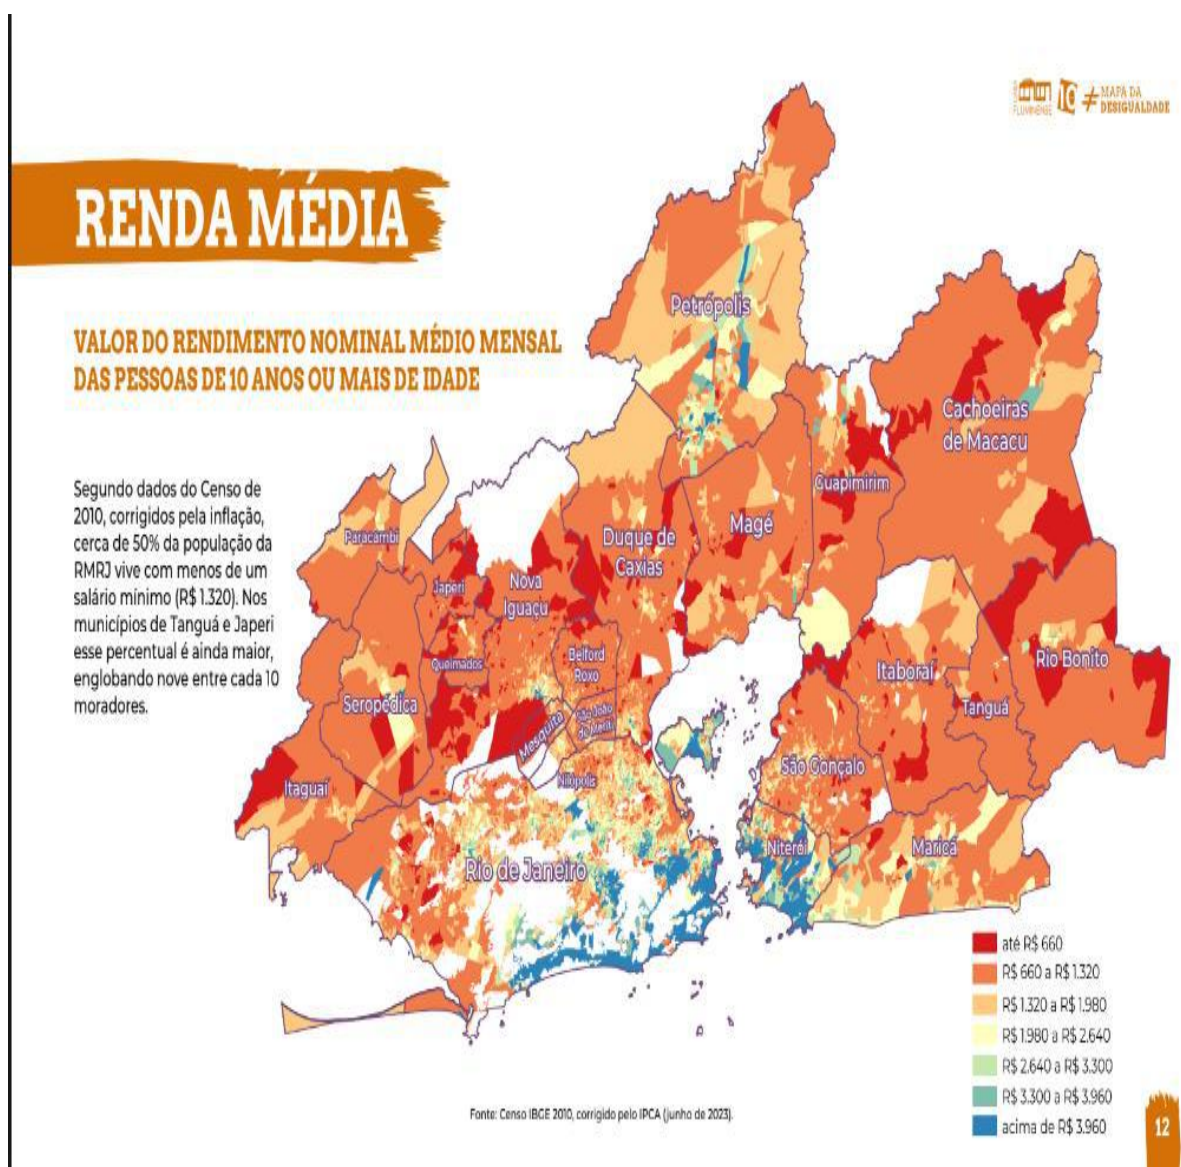 FLUMINENSE
10
# MAPA DA
DESIGUALDADE
RENDA MÉDIA
VALOR DO RENDIMENTO NOMINAL MÉDIO MENSAL
DAS PESSOAS DE 10 ANOS OU MAIS DE IDADE
Segundo dados do Censo de
2010, corrigidos pela inflação,
cerca de 50% da população da
RMRJ vive com menos de um
salário mínimo (R$ 1.320). Nos
municípios de Tanguá e Japeri
esse percentual é ainda maior,
englobando nove entre cada 10
moradores.
Petrópolis
Cachoeiras
de Macacu
Guapimirim
Magé
Duque de
Caxias
Paracambi
Japeri
Nova
Iguaçu
Queimados
Belford
Roxo
Seropédica
São João
de Meriti
Mesquita
Nilópolis
Itaguaí
Rio de Janeiro
Itaboraí
Rio Bonito
Tanguá
São Gonçalo
Niterói
Maricá
até R$ 660
R$ 660 a R$ 1.320
R$ 1.320 a R$ 1.980
R$ 1.980 a R$ 2.640
R$ 2.640 a R$ 3.300
R$ 3.300 a R$ 3.960
acima de R$ 3.960
Fonte: Censo IBGE 2010, corrigido pelo IPCA (junho de 2023).
12